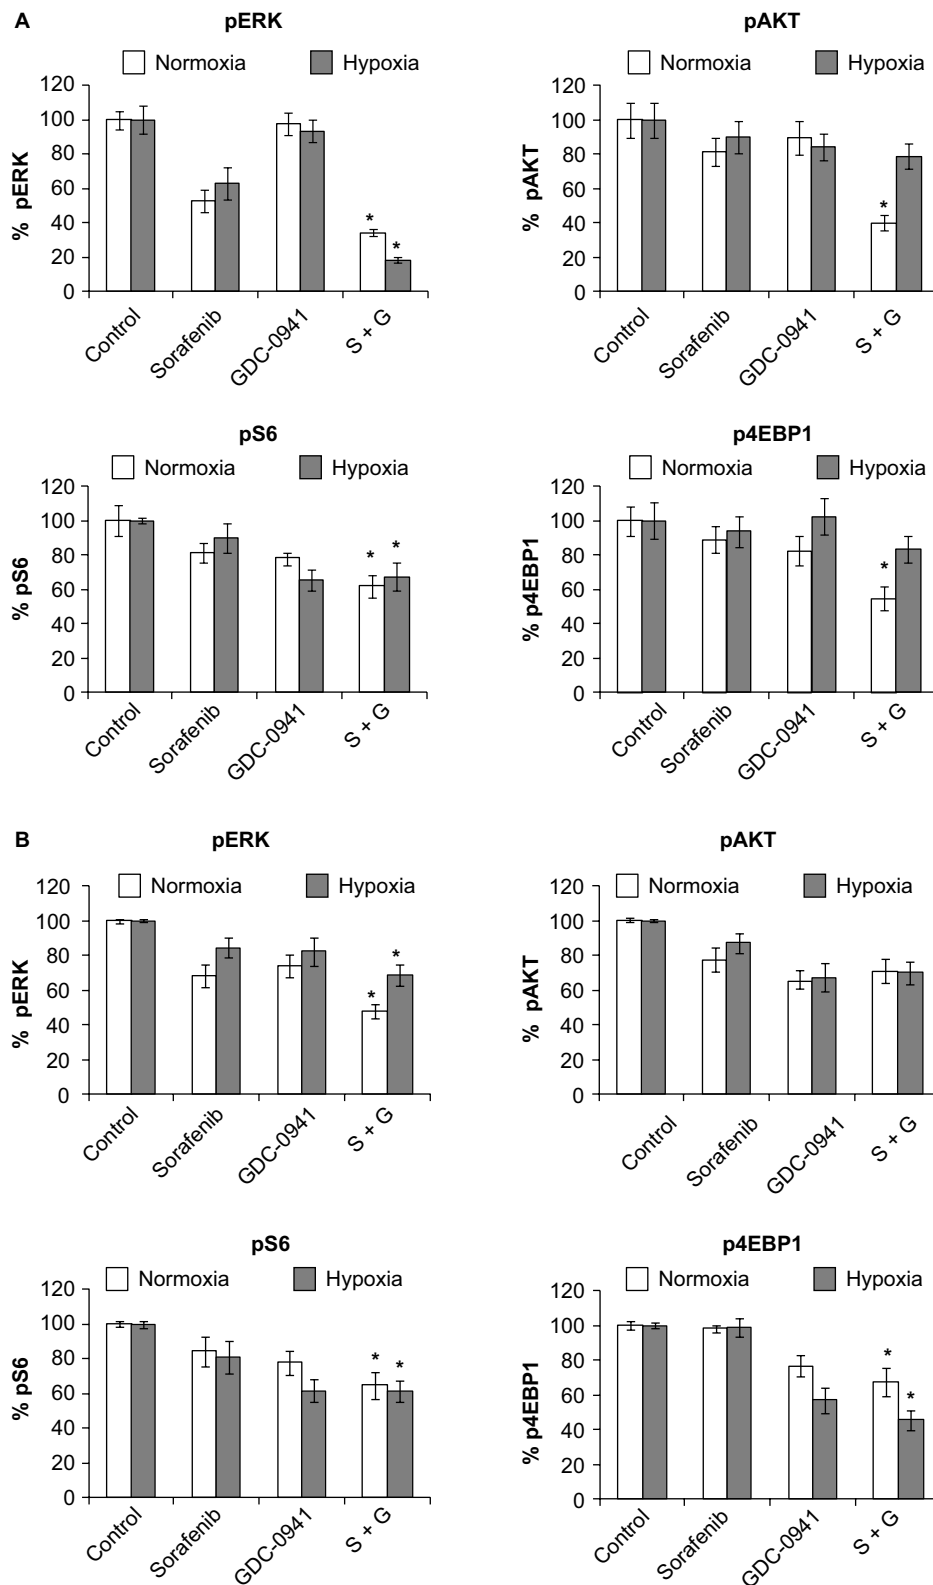 A
pERK
Normoxia Hypoxia
120
100
80
60
40
20
0
% pERK
* *
Control Sorafenib GDC-0941 S + G
pAKT
Normoxia Hypoxia
120
100
80
60
40
20
0
% pAKT
*
Control Sorafenib GDC-0941 S + G
pS6
Normoxia Hypoxia
120
100
80
60
40
20
0
% pS6
* *
Control Sorafenib GDC-0941 S + G
p4EBP1
Normoxia Hypoxia
120
100
80
60
40
20
0
% p4EBP1
*
Control Sorafenib GDC-0941 S + G
B
pERK
Normoxia Hypoxia
120
100
80
60
40
20
0
% pERK
* *
Control Sorafenib GDC-0941 S + G
pAKT
Normoxia Hypoxia
120
100
80
60
40
20
0
% pAKT
Control Sorafenib GDC-0941 S + G
pS6
Normoxia Hypoxia
120
100
80
60
40
20
0
% pS6
* *
Control Sorafenib GDC-0941 S + G
p4EBP1
Normoxia Hypoxia
120
100
80
60
40
20
0
% p4EBP1
* *
Control Sorafenib GDC-0941 S + G